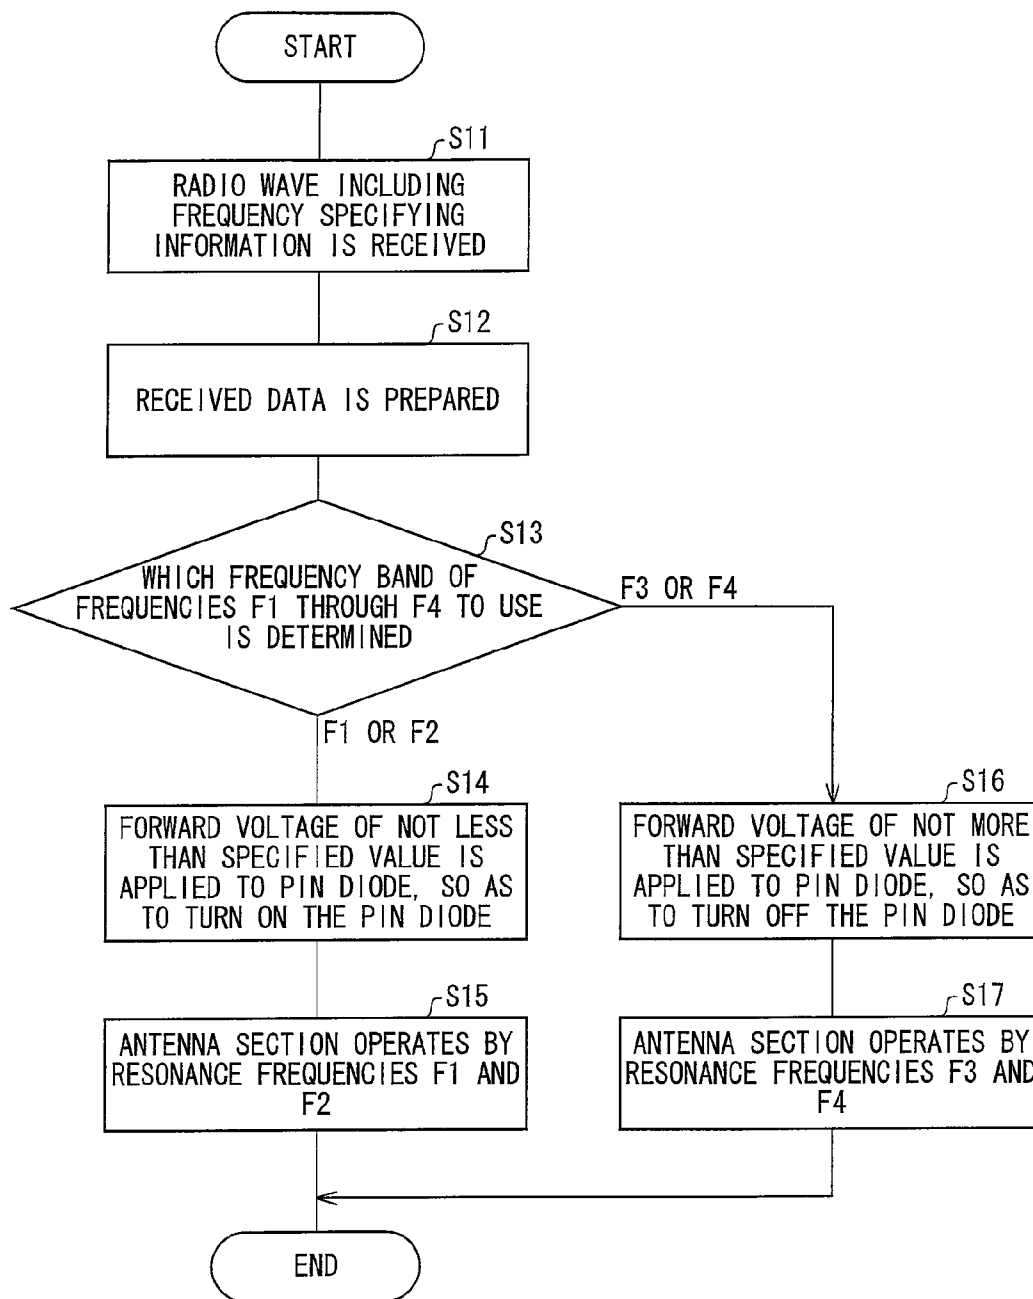 START
S11
RADIO WAVE INCLUDING
FREQUENCY SPECIFYING
INFORMATION IS RECEIVED
S12
RECEIVED DATA IS PREPARED
S13
WHICH FREQUENCY BAND OF
FREQUENCIES F1 THROUGH F4 TO USE
IS DETERMINED
F3 OR F4
F1 OR F2
S14
FORWARD VOLTAGE OF NOT LESS
THAN SPECIFIED VALUE IS
APPLIED TO PIN DIODE, SO AS
TO TURN ON THE PIN DIODE
S16
FORWARD VOLTAGE OF NOT MORE
THAN SPECIFIED VALUE IS
APPLIED TO PIN DIODE, SO AS
TO TURN OFF THE PIN DIODE
S15
ANTENNA SECTION OPERATES BY
RESONANCE FREQUENCIES F1 AND
F2
S17
ANTENNA SECTION OPERATES BY
RESONANCE FREQUENCIES F3 AND
F4
END